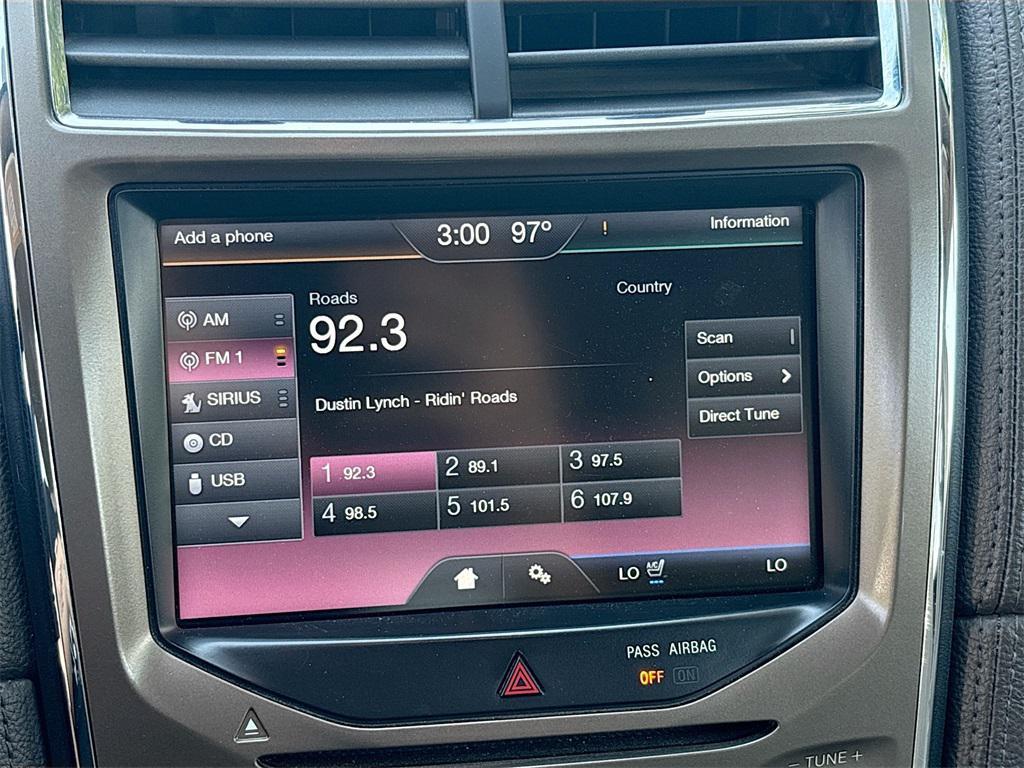 Add a phone
3:00 97°
!
Information
Roads
92.3
Country
AM
FM 1
SIRIUS
CD
USB
Dustin Lynch - Ridin' Roads
Scan
Options
Direct Tune
1 92.3
2 89.1
3 97.5
4 98.5
5 101.5
6 107.9
LO
A/C
LO
PASS AIRBAG
OFF ON
- TUNE +